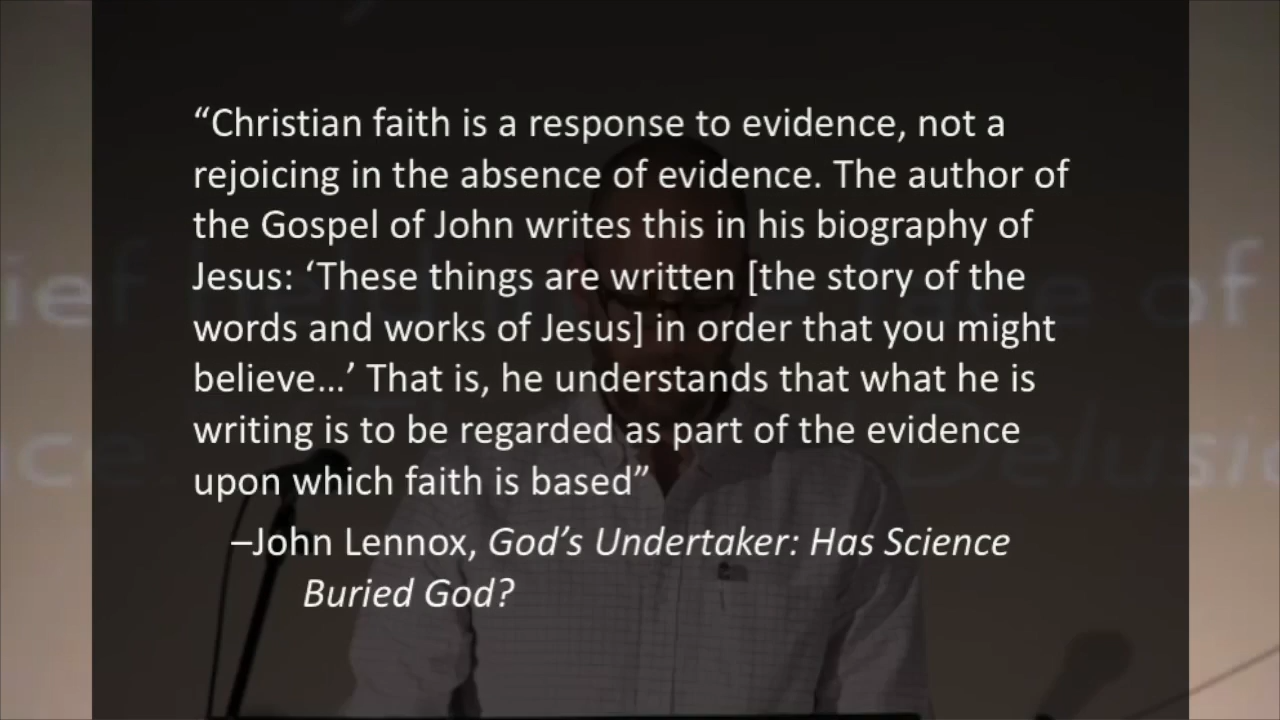 “Christian faith is a response to evidence, not a
rejoicing in the absence of evidence. The author of
the Gospel of John writes this in his biography of
Jesus: ‘These things are written [the story of the
words and works of Jesus] in order that you might
believe…’ That is, he understands that what he is
writing is to be regarded as part of the evidence
upon which faith is based”
–John Lennox, God’s Undertaker: Has Science
Buried God?